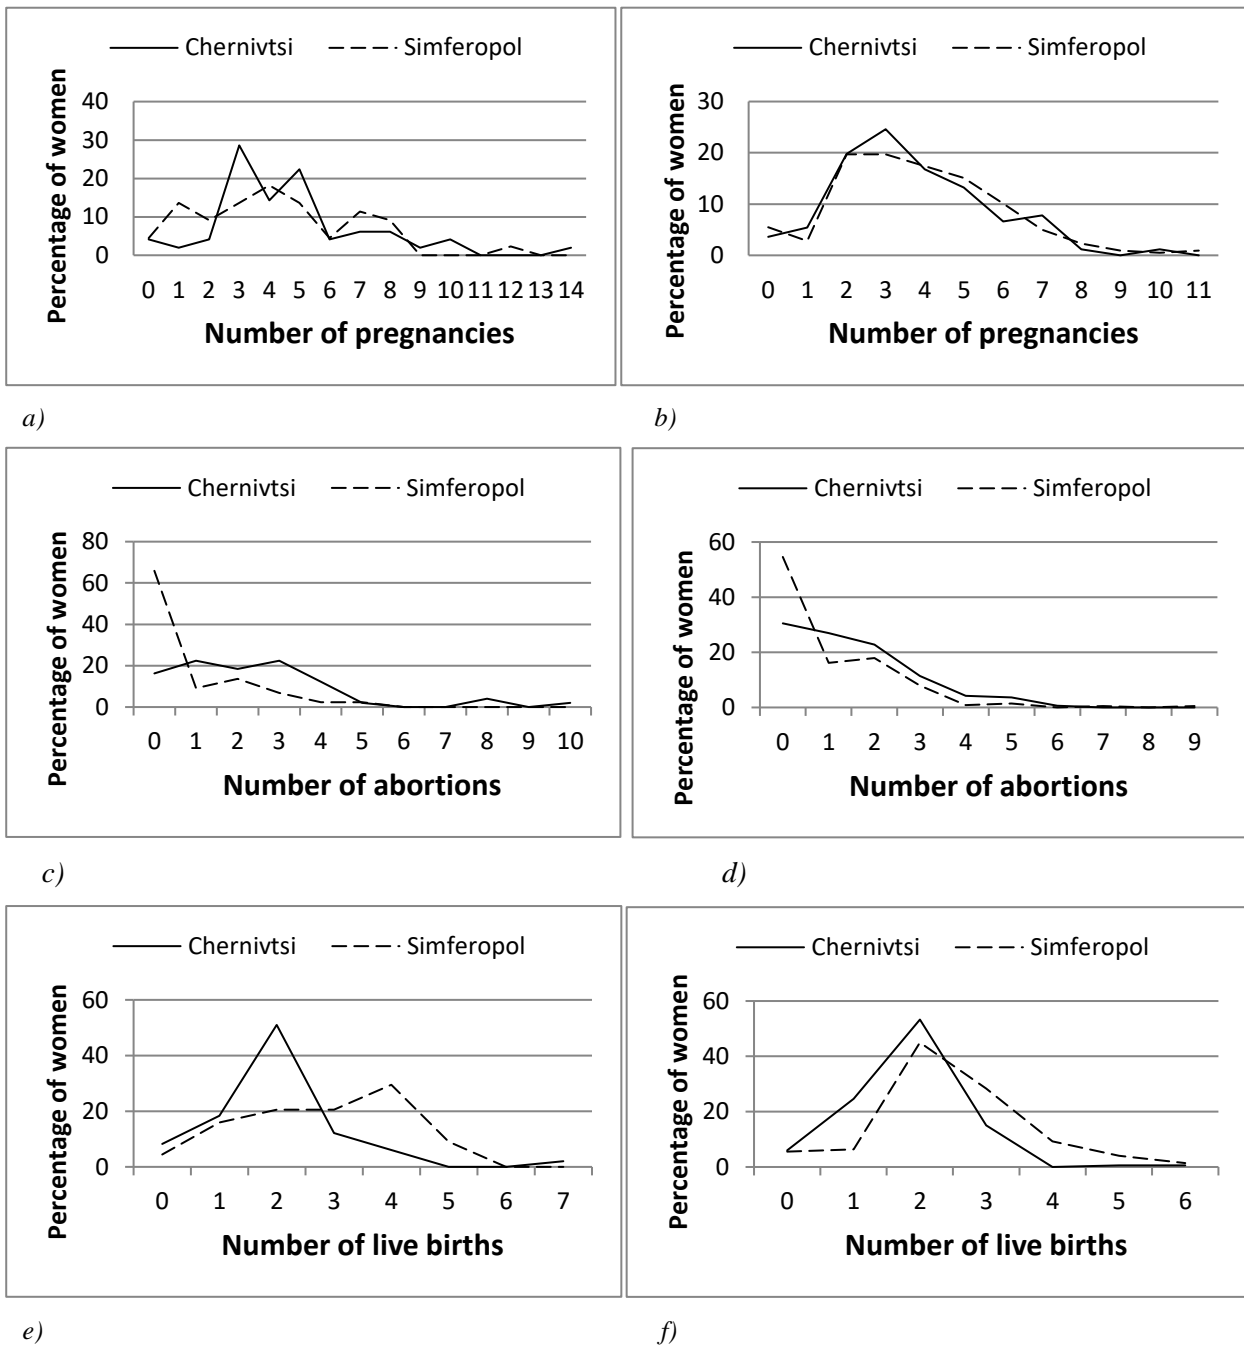 Chernivtsi Simferopol
Percentage of women
40
30
20
10
0
0 1 2 3 4 5 6 7 8 9 10 11 12 13 14
Number of pregnancies
a)
Chernivtsi Simferopol
Percentage of women
30
20
10
0
0 1 2 3 4 5 6 7 8 9 10 11
Number of pregnancies
b)
Chernivtsi Simferopol
Percentage of women
80
60
40
20
0
0 1 2 3 4 5 6 7 8 9 10
Number of abortions
c)
Chernivtsi Simferopol
Percentage of women
60
40
20
0
0 1 2 3 4 5 6 7 8 9
Number of abortions
d)
Chernivtsi Simferopol
Percentage of women
60
40
20
0
0 1 2 3 4 5 6 7
Number of live births
e)
Chernivtsi Simferopol
Percentage of women
60
40
20
0
0 1 2 3 4 5 6
Number of live births
f)